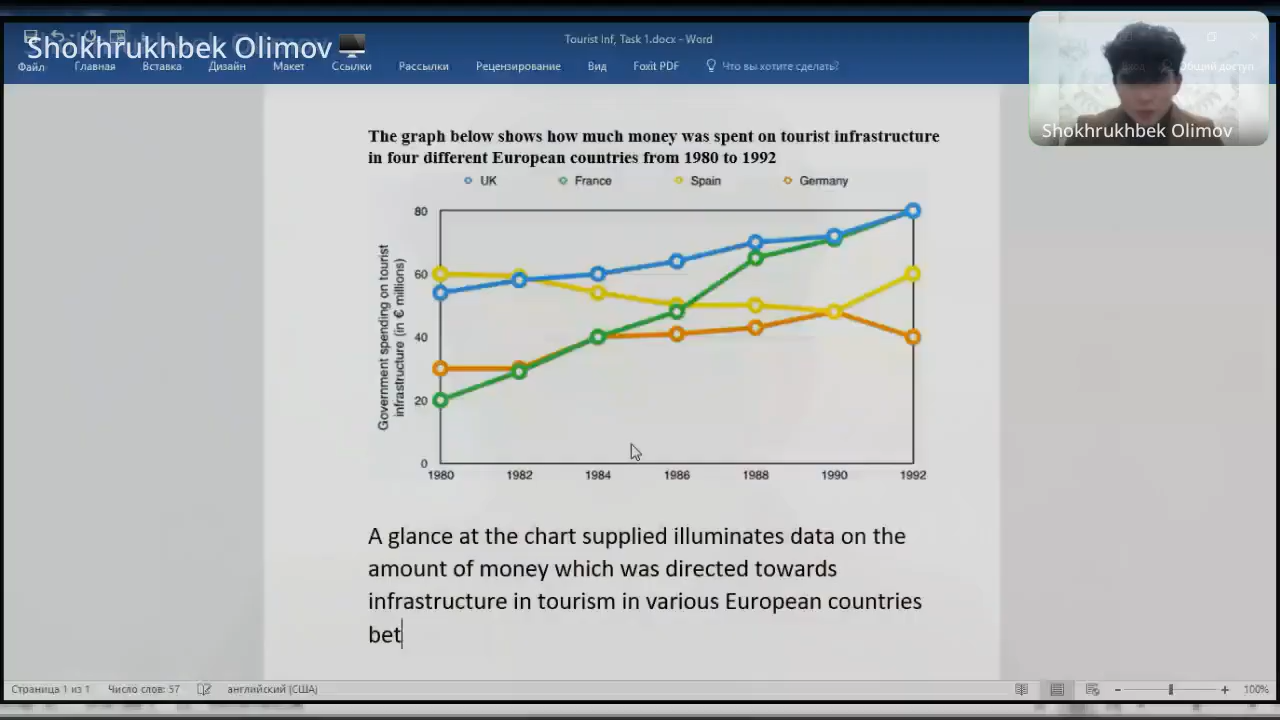 Shokhrukhbek Olimov
Tourist Inf, Task 1.docx - Word
Файл Главная Вставка Дизайн Макет Ссылки Рассылки Рецензирование Вид Foxit PDF Что вы хотите сделать? Вход Общий доступ
Shokhrukhbek Olimov
The graph below shows how much money was spent on tourist infrastructure
in four different European countries from 1980 to 1992
UK France Spain Germany
80
60
40
20
0
Government spending on tourist
infrastructure (in € millions)
1980 1982 1984 1986 1988 1990 1992
A glance at the chart supplied illuminates data on the
amount of money which was directed towards
infrastructure in tourism in various European countries
bet
Страница 1 из 1 Число слов: 57 английский (США) 100%